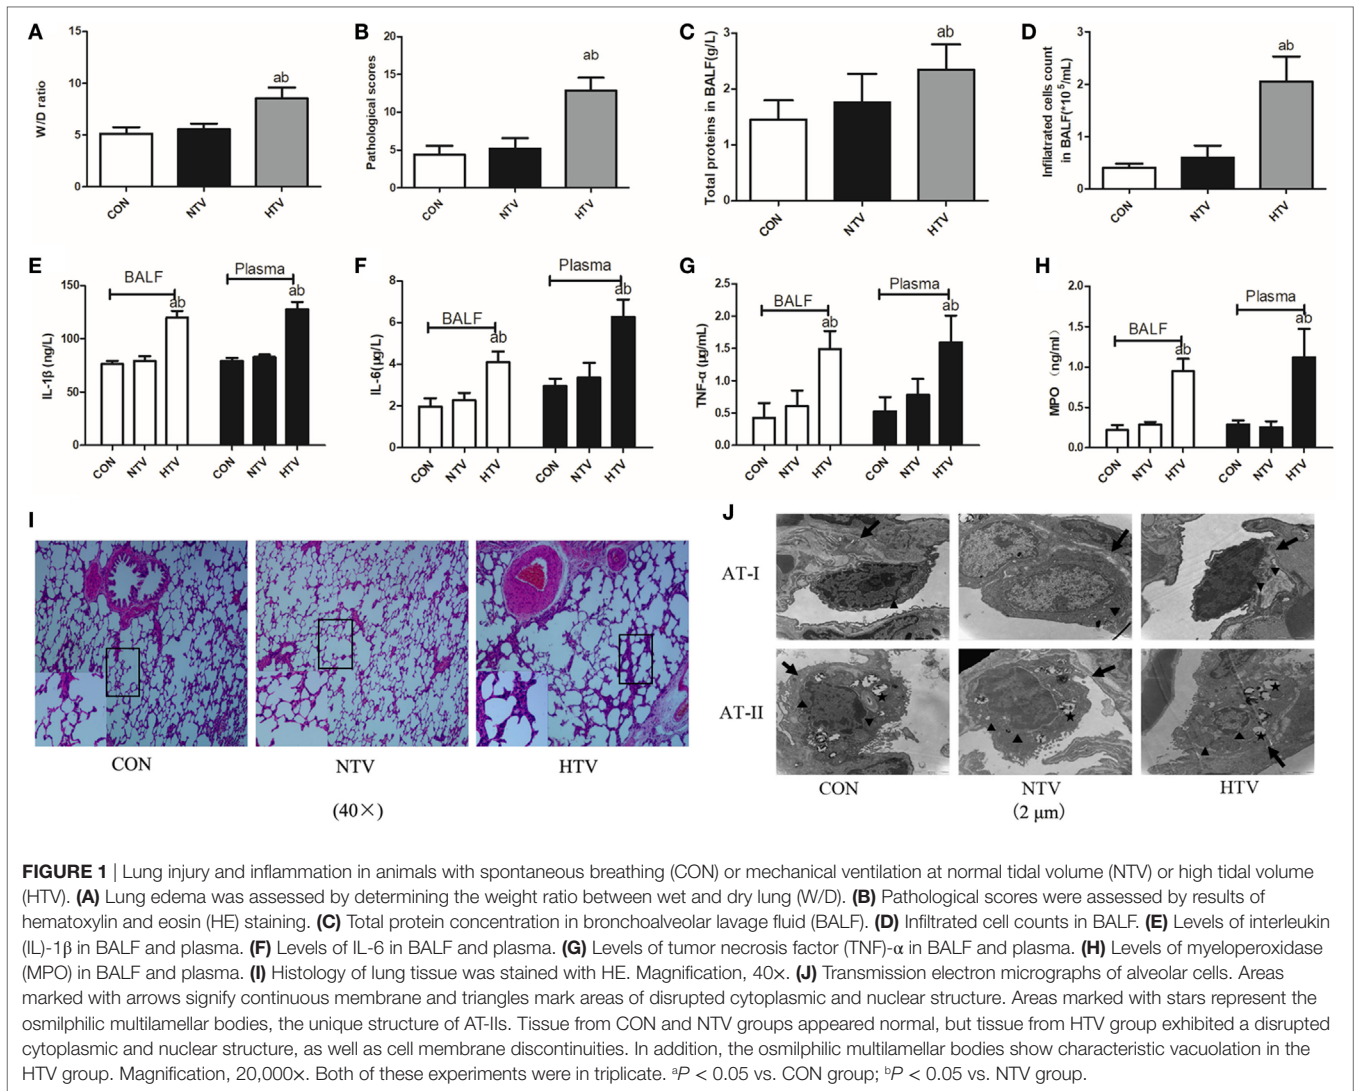 A
W/D ratio
15
10
5
0
ab
CON
NTV
HTV
B
Pathological scores
20
15
10
5
0
ab
CON
NTV
HTV
C
Total proteins in BALF(g/L)
3
2
1
0
ab
CON
NTV
HTV
D
Infilatrated cells count
in BALF(*10⁵/mL)
3
2
1
0
ab
CON
NTV
HTV
E
IL-1β (ng/L)
150
100
50
0
BALF
Plasma
ab
ab
CON
NTV
HTV
CON
NTV
HTV
F
IL-6(μg/L)
8
6
4
2
0
BALF
Plasma
ab
ab
CON
NTV
HTV
CON
NTV
HTV
G
TNF-α (μg/mL)
2.5
2.0
1.5
1.0
0.5
0.0
BALF
Plasma
ab
ab
CON
NTV
HTV
CON
NTV
HTV
H
MPO （ng/ml）
2.0
1.5
1.0
0.5
0.0
BALF
Plasma
ab
ab
CON
NTV
HTV
CON
NTV
HTV
I
CON
NTV
HTV
(40×)
J
AT-I
AT-II
CON
NTV
HTV
(2 μm)
FIGURE 1 | Lung injury and inflammation in animals with spontaneous breathing (CON) or mechanical ventilation at normal tidal volume (NTV) or high tidal volume
(HTV). (A) Lung edema was assessed by determining the weight ratio between wet and dry lung (W/D). (B) Pathological scores were assessed by results of
hematoxylin and eosin (HE) staining. (C) Total protein concentration in bronchoalveolar lavage fluid (BALF). (D) Infiltrated cell counts in BALF. (E) Levels of interleukin
(IL)-1β in BALF and plasma. (F) Levels of IL-6 in BALF and plasma. (G) Levels of tumor necrosis factor (TNF)-α in BALF and plasma. (H) Levels of myeloperoxidase
(MPO) in BALF and plasma. (I) Histology of lung tissue was stained with HE. Magnification, 40×. (J) Transmission electron micrographs of alveolar cells. Areas
marked with arrows signify continuous membrane and triangles mark areas of disrupted cytoplasmic and nuclear structure. Areas marked with stars represent the
osmilphilic multilamellar bodies, the unique structure of AT-IIs. Tissue from CON and NTV groups appeared normal, but tissue from HTV group exhibited a disrupted
cytoplasmic and nuclear structure, as well as cell membrane discontinuities. In addition, the osmilphilic multilamellar bodies show characteristic vacuolation in the
HTV group. Magnification, 20,000×. Both of these experiments were in triplicate. ᵃP < 0.05 vs. CON group; ᵇP < 0.05 vs. NTV group.